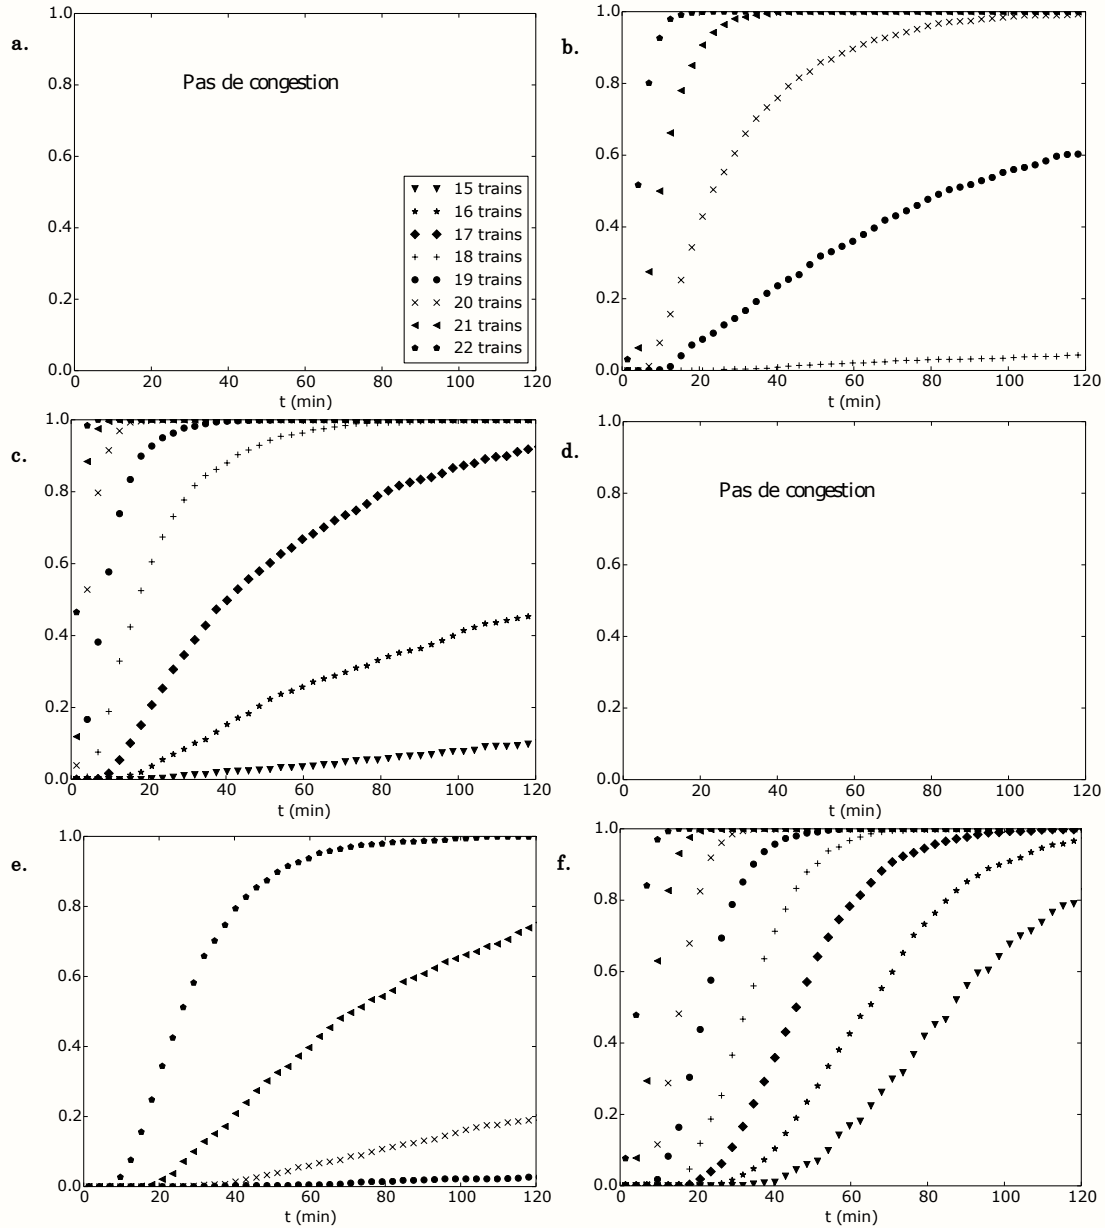 a.
1.0
0.8
0.6
0.4
0.2
0.0
Pas de congestion
15 trains
16 trains
17 trains
18 trains
19 trains
20 trains
21 trains
22 trains
0 20 40 60 80 100 120
t (min)
b.
1.0
0.8
0.6
0.4
0.2
0.0
0 20 40 60 80 100 120
t (min)
c.
1.0
0.8
0.6
0.4
0.2
0.0
0 20 40 60 80 100 120
t (min)
d.
1.0
0.8
0.6
0.4
0.2
0.0
Pas de congestion
0 20 40 60 80 100 120
t (min)
e.
1.0
0.8
0.6
0.4
0.2
0.0
0 20 40 60 80 100 120
t (min)
f.
1.0
0.8
0.6
0.4
0.2
0.0
0 20 40 60 80 100 120
t (min)